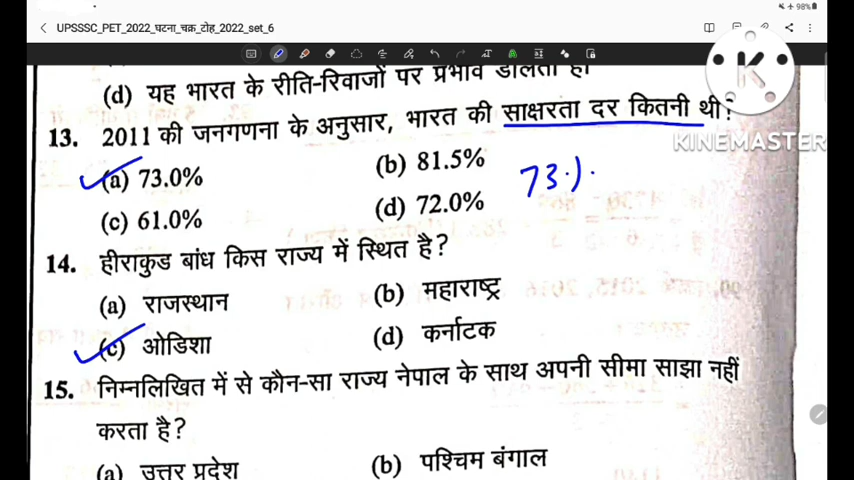 98%
UPSSSC_PET_2022_घटना_चक्र_टोह_2022_set_6
K
KINEMASTER
(d) यह भारत के रीति-रिवाजों पर प्रभाव डालता है
13. 2011 की जनगणना के अनुसार, भारत की साक्षरता दर कितनी थी?
(a) 73.0% (b) 81.5%
73%
(c) 61.0% (d) 72.0%
14. हीराकुड बांध किस राज्य में स्थित है?
(a) राजस्थान (b) महाराष्ट्र
(c) ओडिशा (d) कर्नाटक
15. निम्नलिखित में से कौन-सा राज्य नेपाल के साथ अपनी सीमा साझा नहीं
करता है?
(a) उत्तर प्रदेश (b) पश्चिम बंगाल